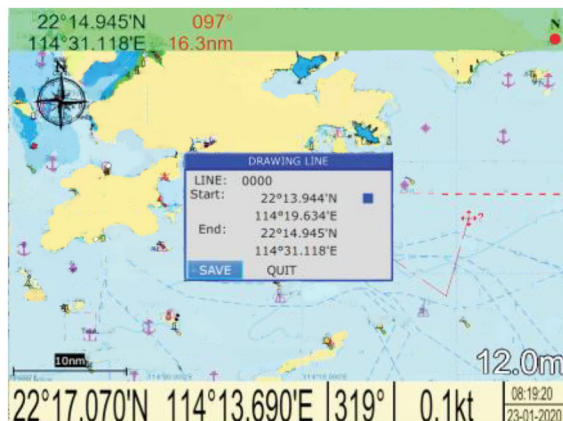 22°14.945'N 097°
114°31.118'E 16.3nm
N
N
DRAWING LINE
LINE: 0000
Start: 22°13.944'N
114°19.634'E
End: 22°14.945'N
114°31.118'E
SAVE QUIT
?
10nm
12.0m
22°17.070'N 114°13.690'E 319° 0.1kt 08:19:20
23-01-2020